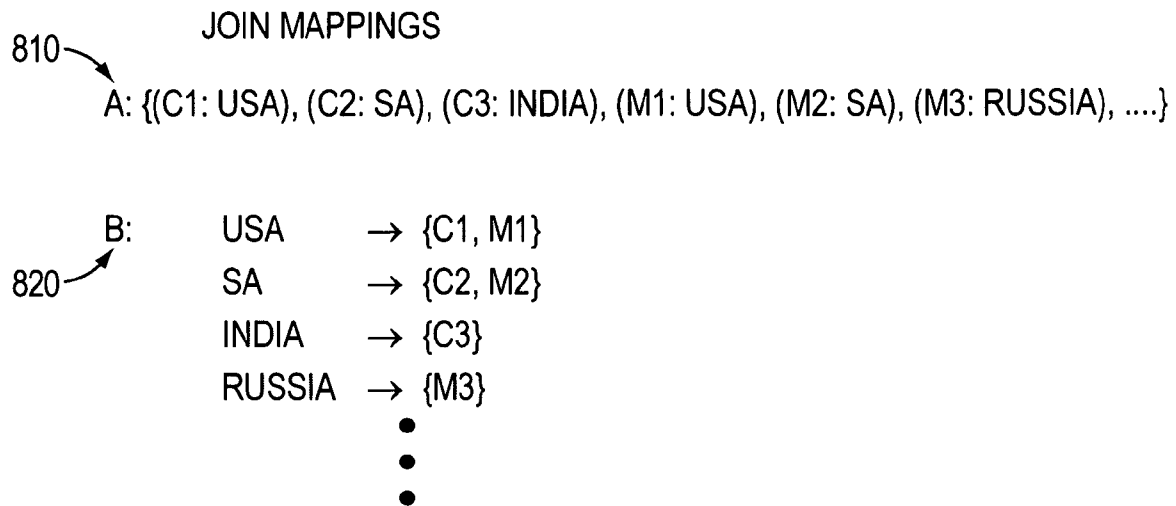 JOIN MAPPINGS
810
A: {(C1: USA), (C2: SA), (C3: INDIA), (M1: USA), (M2: SA), (M3: RUSSIA), ....}
B: USA → {C1, M1}
820 SA → {C2, M2}
INDIA → {C3}
RUSSIA → {M3}